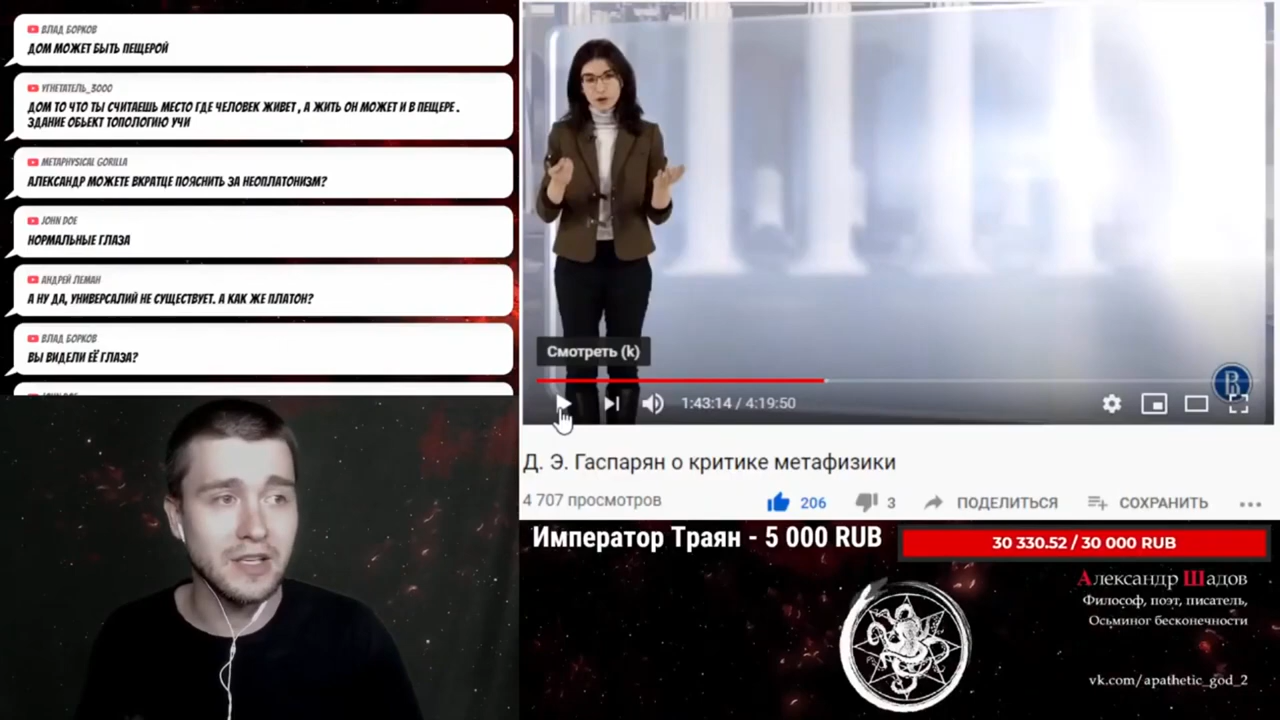 ВЛАД БОРКОВ
ДОМ МОЖЕТ БЫТЬ ПЕЩЕРОЙ
УГНЕТАТЕЛЬ_3000
ДОМ ТО ЧТО ТЫ СЧИТАЕШЬ МЕСТО ГДЕ ЧЕЛОВЕК ЖИВЕТ , А ЖИТЬ ОН МОЖЕТ И В ПЕЩЕРЕ .
ЗДАНИЕ ОБЬЕКТ ТОПОЛОГИЮ УЧИ
METAPHYSICAL GORILLA
АЛЕКСАНДР МОЖЕТЕ ВКРАТЦЕ ПОЯСНИТЬ ЗА НЕОПЛАТОНИЗМ?
JOHN DOE
НОРМАЛЬНЫЕ ГЛАЗА
АНДРЕЙ ЛЕМАН
А НУ ДА, УНИВЕРСАЛИЙ НЕ СУЩЕСТВУЕТ. А КАК ЖЕ ПЛАТОН?
ВЛАД БОРКОВ
ВЫ ВИДЕЛИ ЕЁ ГЛАЗА?
Смотреть (k)
1:43:14 / 4:19:50
Д. Э. Гаспарян о критике метафизики
4 707 просмотров
206
3
ПОДЕЛИТЬСЯ
СОХРАНИТЬ
Император Траян - 5 000 RUB
30 330.52 / 30 000 RUB
Александр Шадов
Философ, поэт, писатель,
Осьминог бесконечности
vk.com/apathetic_god_2